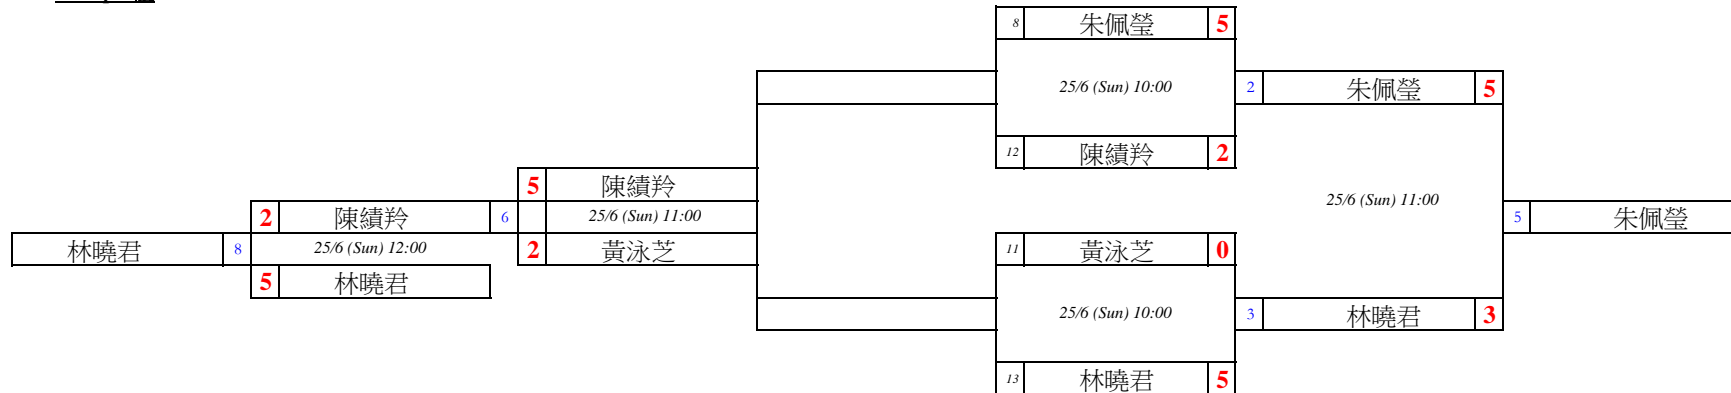 8 朱佩瑩 5
25/6 (Sun) 10:00 2 朱佩瑩 5
12 陳績羚 2
5 陳績羚
25/6 (Sun) 11:00
2 陳績羚 6 25/6 (Sun) 11:00
5 朱佩瑩
林曉君 8 25/6 (Sun) 12:00 2 黃泳芝 11 黃泳芝 0
5 林曉君
25/6 (Sun) 10:00 3 林曉君 3
13 林曉君 5